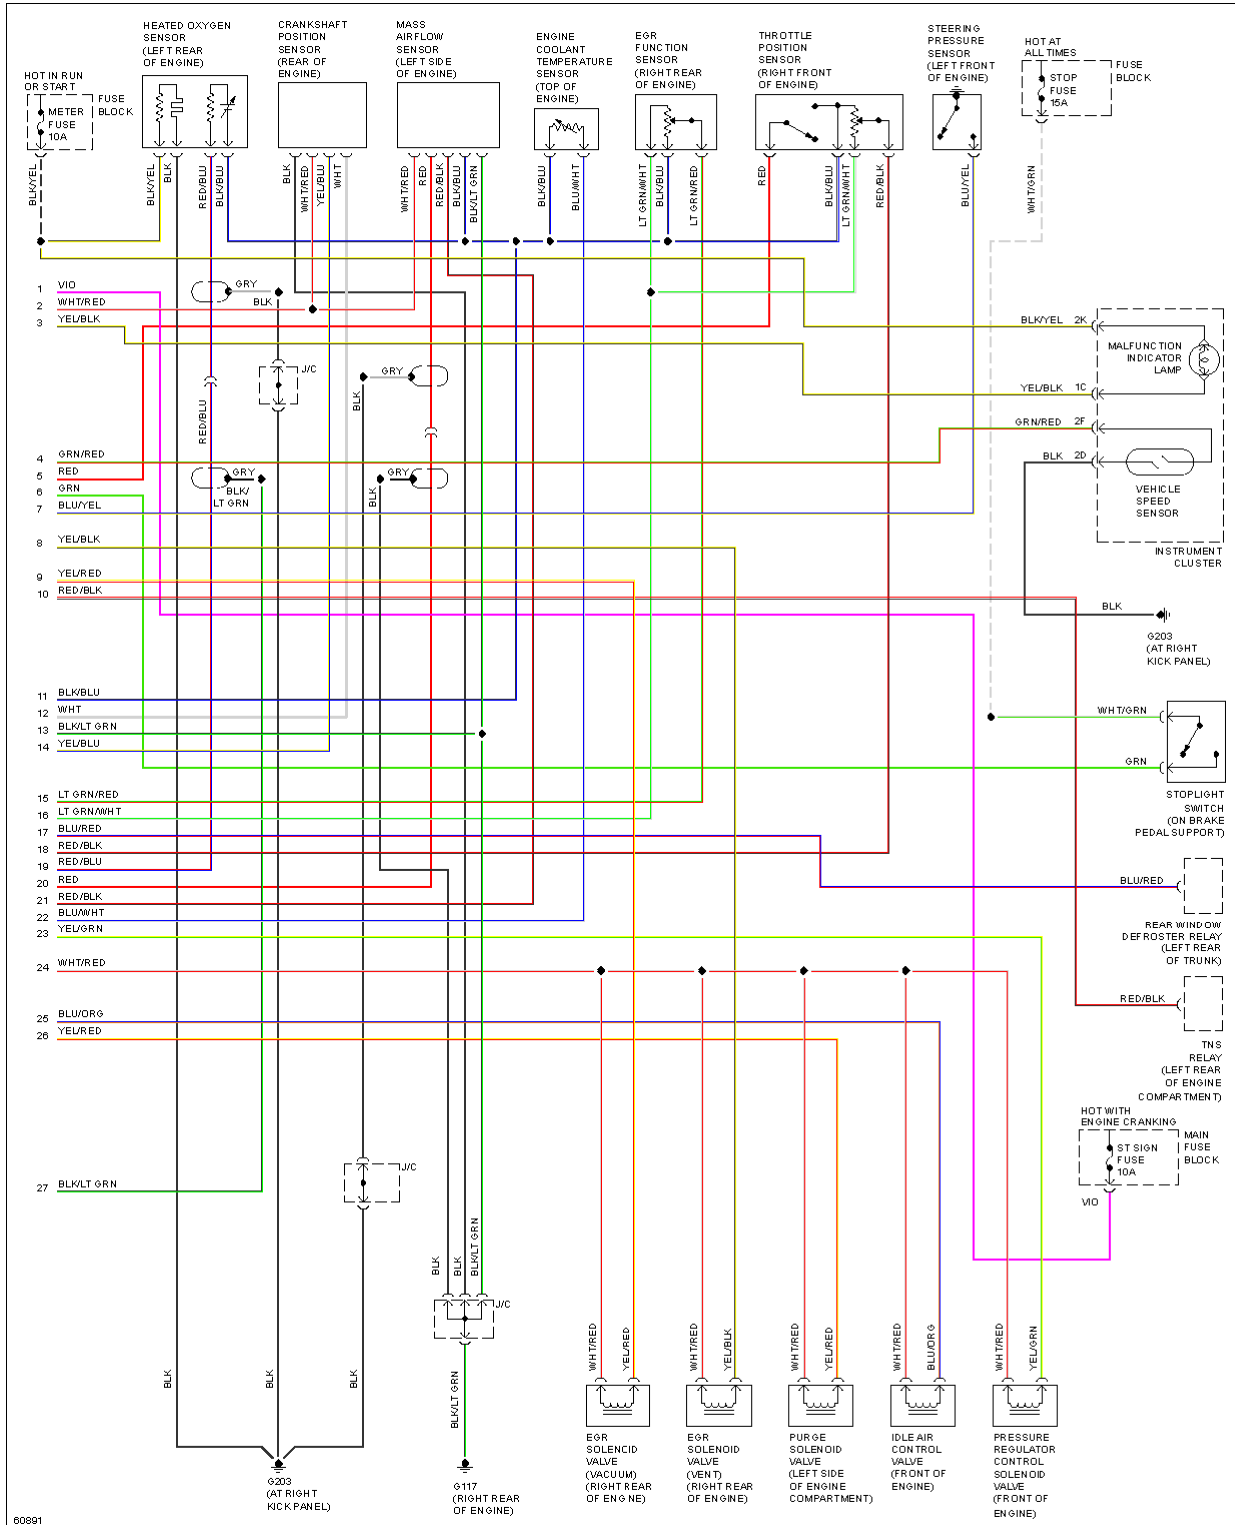 HEATED OXYGEN
SENSOR
(LEFT REAR
OF ENGINE)
CRANKSHAFT
POSITION
SENSOR
(REAR OF
ENGINE)
MASS
AIRFLOW
SENSOR
(LEFT SIDE
OF ENGINE)
ENGINE
COOLANT
TEMPERATURE
SENSOR
(TOP OF
ENGINE)
EGR
FUNCTION
SENSOR
(RIGHT REAR
OF ENGINE)
THROTTLE
POSITION
SENSOR
(RIGHT FRONT
OF ENGINE)
STEERING
PRESSURE
SENSOR
(LEFT FRONT
OF ENGINE)
HOT AT
ALL TIMES
STOP
FUSE
15A
FUSE
BLOCK
HOT IN RUN
OR START
METER
FUSE
10A
FUSE
BLOCK
BLK/YEL
BLK/YEL
BLK
RED/BLU
BLK/BLU
BLK
WHT/RED
YEL/BLU
WHT
WHT/RED
RED
RED/BLK
BLK/BLU
BLK/LT GRN
BLK/BLU
BLU/WHT
LT GRN/WHT
BLK/BLU
LT GRN/RED
RED
BLK/BLU
LT GRN/WHT
RED/BLK
BLU/YEL
WHT/GRN
GRY
BLK
J/C
GRY
BLK
RED/BLU
GRY
BLK/
LT GRN
GRY
BLK
1 VIO
2 WHT/RED
3 YEL/BLK
4 GRN/RED
5 RED
6 GRN
7 BLU/YEL
8 YEL/BLK
9 YEL/RED
10 RED/BLK
11 BLK/BLU
12 WHT
13 BLK/LT GRN
14 YEL/BLU
15 LT GRN/RED
16 LT GRN/WHT
17 BLU/RED
18 RED/BLK
19 RED/BLU
20 RED
21 RED/BLK
22 BLU/WHT
23 YEL/GRN
24 WHT/RED
25 BLU/ORG
26 YEL/RED
27 BLK/LT GRN
BLK/YEL 2K
MALFUNCTION
INDICATOR
LAMP
YEL/BLK 1C
GRN/RED 2F
BLK 2D
VEHICLE
SPEED
SENSOR
INSTRUMENT
CLUSTER
BLK
G203
(AT RIGHT
KICK PANEL)
WHT/GRN
GRN
STOPLIGHT
SWITCH
(ON BRAKE
PEDAL SUPPORT)
BLU/RED
REAR WINDOW
DEFROSTER RELAY
(LEFT REAR
OF TRUNK)
RED/BLK
TNS
RELAY
(LEFT REAR
OF ENGINE
COMPARTMENT)
HOT WITH
ENGINE CRANKING
ST SIGN
FUSE
10A
MAIN
FUSE
BLOCK
VIO
J/C
BLK
BLK
BLK/LT GRN
J/C
BLK
BLK
BLK
BLK/LT GRN
WHT/RED
YEL/RED
WHT/RED
YEL/BLK
WHT/RED
YEL/RED
WHT/RED
BLU/ORG
WHT/RED
YEL/GRN
G203
(AT RIGHT
KICK PANEL)
G117
(RIGHT REAR
OF ENGINE)
EGR
SOLENCID
VALVE
(VACUUM)
(RIGHT REAR
OF ENGINE)
EGR
SOLENOID
VALVE
(VENT)
(RIGHT REAR
OF ENGINE)
PURGE
SOLENOID
VALVE
(LEFT SIDE
OF ENGINE
COMPARTMENT)
IDLE AIR
CONTROL
VALVE
(FRONT OF
ENGINE)
PRESSURE
REGULATOR
CONTROL
SOLENOID
VALVE
(FRONT OF
ENGINE)
60891